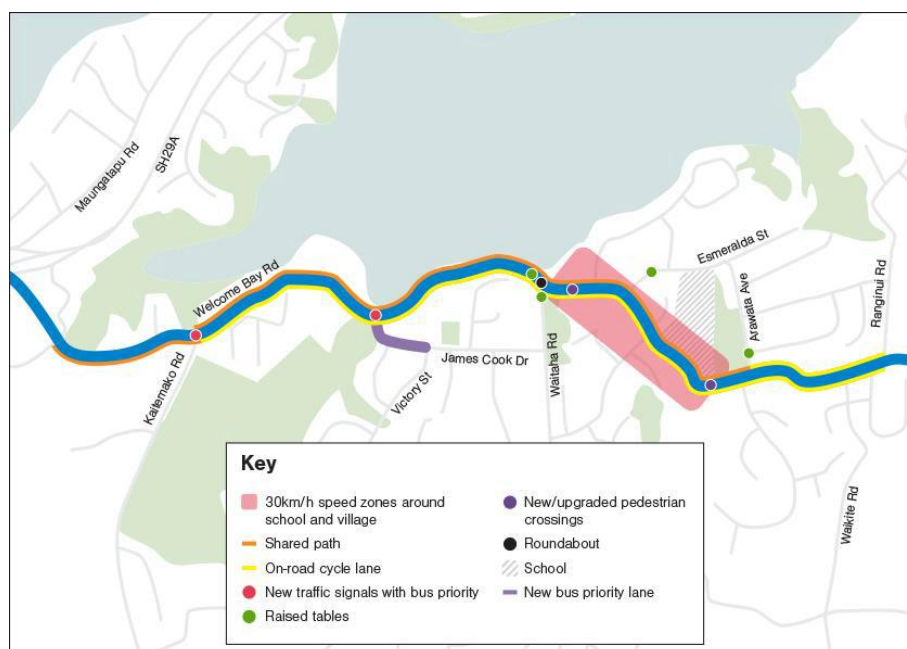 Maungatapu Rd
SH29A
Welcome Bay Rd
Esmeralda St
Arawata Ave
Ranginui Rd
Kaitemako Rd
Victory St
James Cook Dr
Waitaha Rd
Waikite Rd
Key
30km/h speed zones around
school and village
Shared path
On-road cycle lane
New traffic signals with bus priority
Raised tables
New/upgraded pedestrian
crossings
Roundabout
School
New bus priority lane